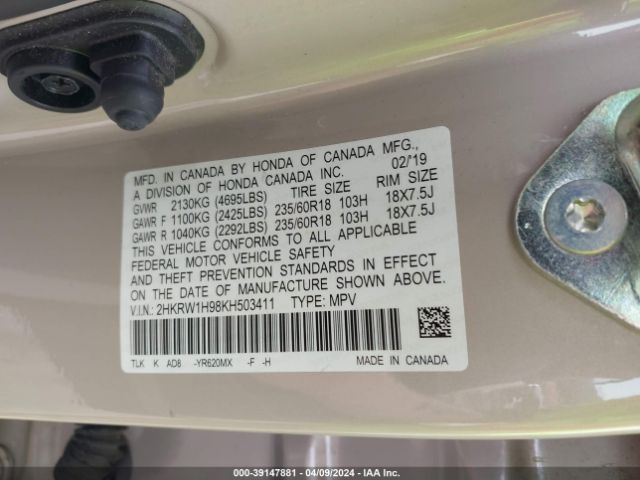 MFD. IN CANADA BY HONDA OF CANADA MFG.,
A DIVISION OF HONDA CANADA INC. 02/'19
GVWR 2130KG (4695LBS) TIRE SIZE RIM SIZE
GAWR F 1100KG (2425LBS) 235/60R18 103H 18X7.5J
GAWR R 1040KG (2292LBS) 235/60R18 103H 18X7.5J
THIS VEHICLE CONFORMS TO ALL APPLICABLE
FEDERAL MOTOR VEHICLE SAFETY
AND THEFT PREVENTION STANDARDS IN EFFECT
ON THE DATE OF MANUFACTURE SHOWN ABOVE.
V.I.N.: 2HKRW1H98KH503411 TYPE: MPV
TLK K AD8 -YR620MX -F -H MADE IN CANADA
000-39147881 - 04/09/2024 - IAA Inc.